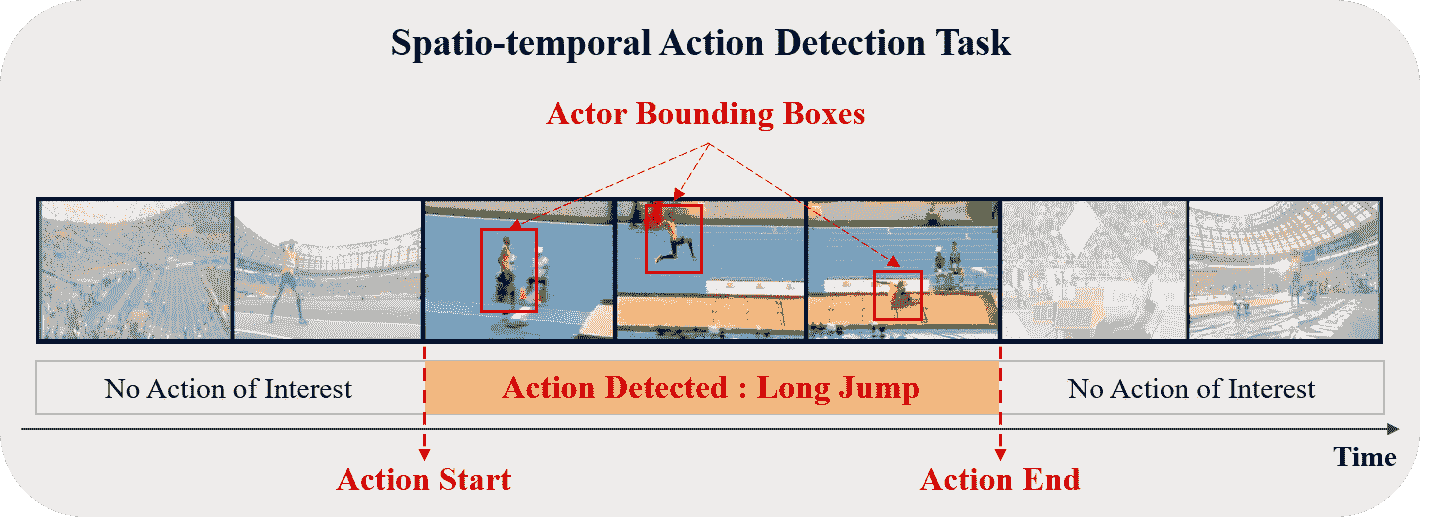 Spatio-temporal Action Detection Task
Actor Bounding Boxes
No Action of Interest
Action Detected : Long Jump
No Action of Interest
Time
Action Start
Action End